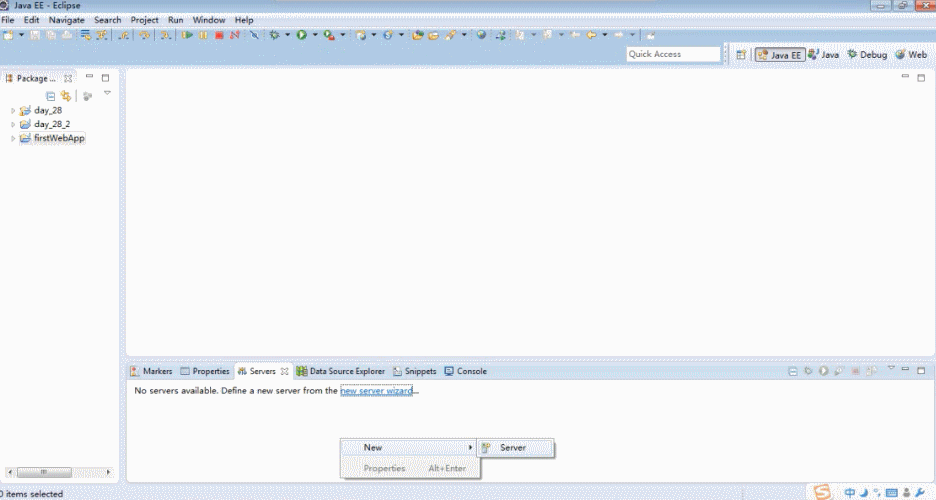 Java EE - Eclipse
File Edit Navigate Search Project Run Window Help
Quick Access
Java EE Java Debug Web
Package ...
day_28
day_28_2
firstWebApp
Markers Properties Servers Data Source Explorer Snippets Console
No servers available. Define a new server from the new server wizard...
New Server
Properties Alt+Enter
0 items selected
中